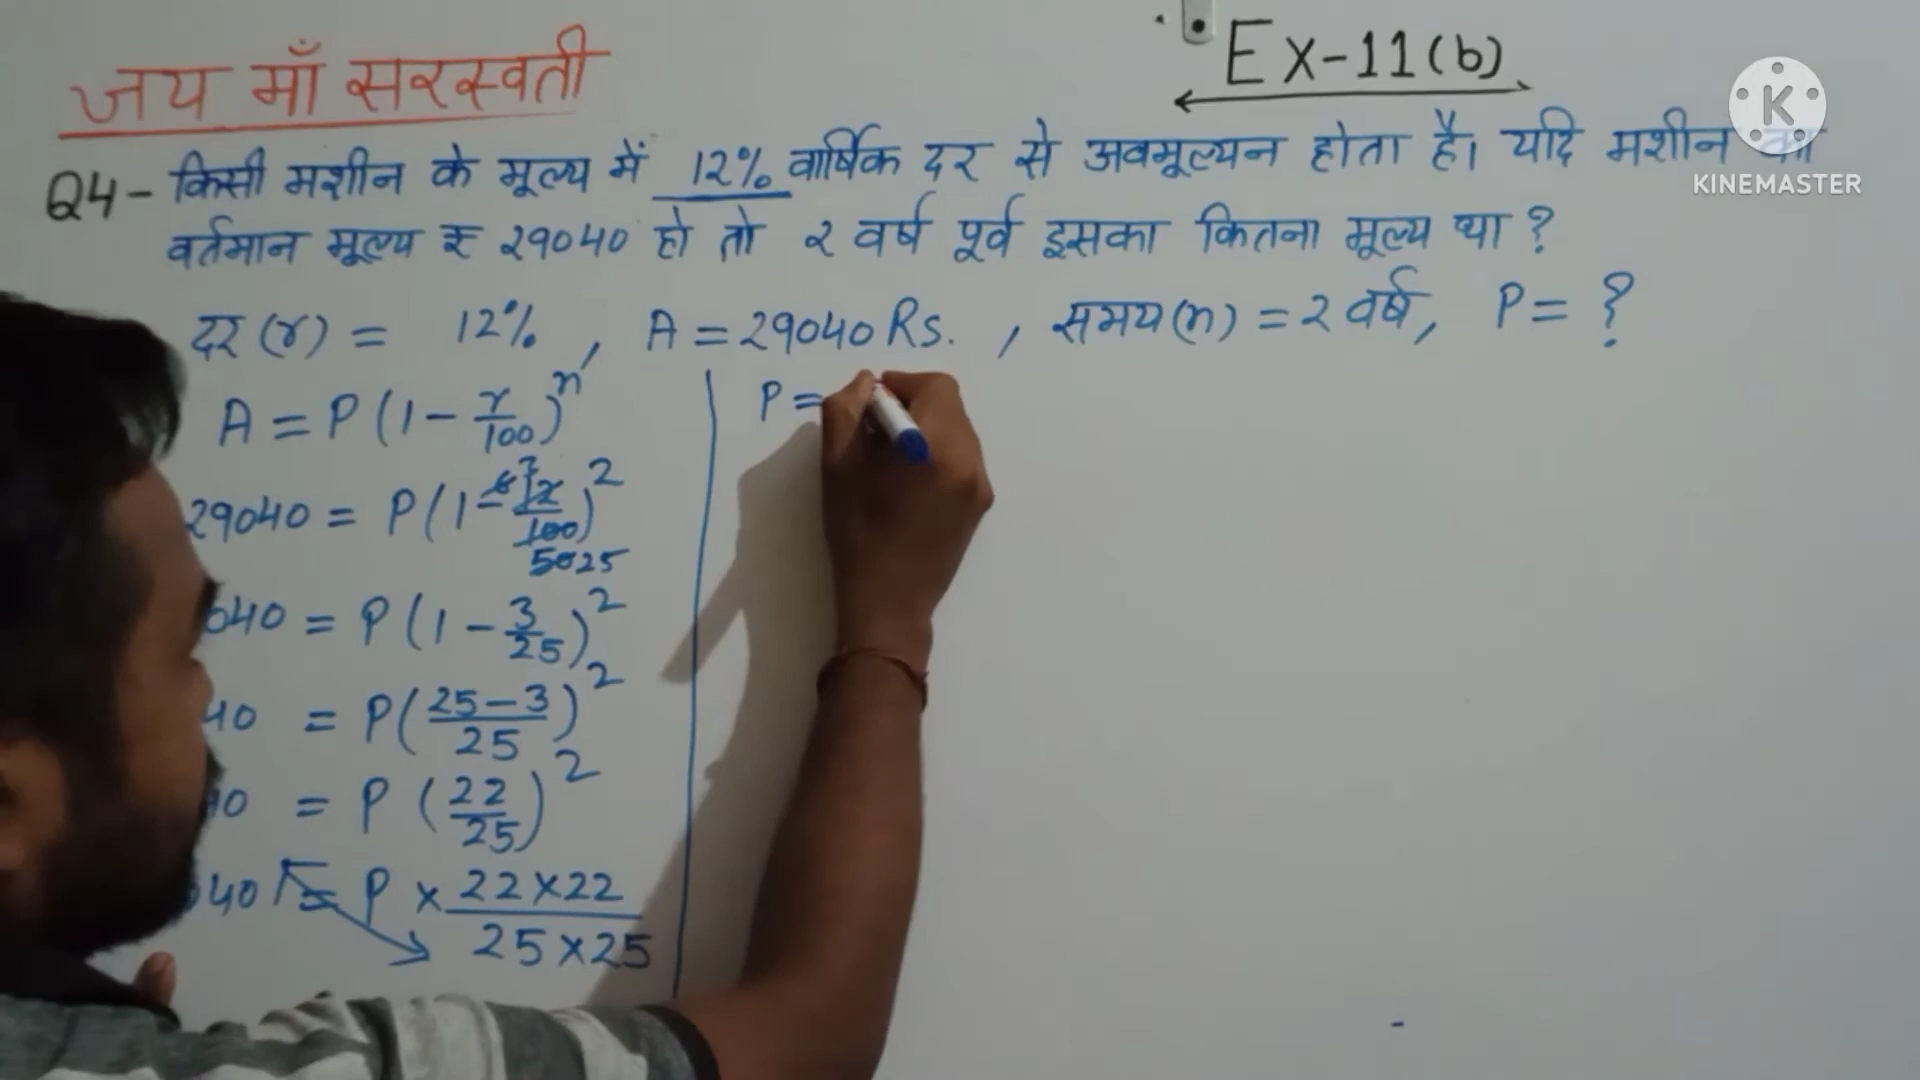 जय माँ सरस्वती
Ex-11(b)
KINEMASTER
Q4- किसी मशीन के मूल्य में 12% वार्षिक दर से अवमूल्यन होता है। यदि मशीन का
वर्तमान मूल्य ₹ 29040 हो तो 2 वर्ष पूर्व इसका कितना मूल्य था ?
दर (r) = 12%, A = 29040 Rs. , समय (n) = 2 वर्ष, P = ?
A = P(1 - r/100)^n
29040 = P(1 - 12/100)^2
5025
040 = P(1 - 3/25)^2
40 = P(25-3/25)^2
40 = P(22/25)^2
40 = P × 22×22/25×25
P =